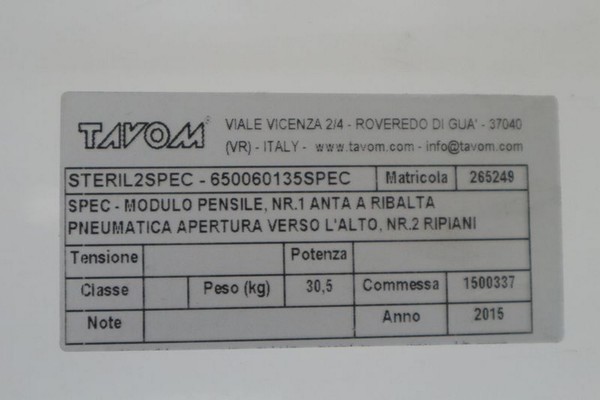 TAVOM® VIALE VICENZA 2/4 - ROVEREDO DI GUA' - 37040
(VR) - ITALY - www.tavom.com - info@tavom.com
STERIL2SPEC - 650060135SPEC Matricola 265249
SPEC - MODULO PENSILE, NR.1 ANTA A RIBALTA
PNEUMATICA APERTURA VERSO L'ALTO, NR.2 RIPIANI
Tensione Potenza
Classe Peso (kg) 30,5 Commessa 1500337
Note Anno 2015